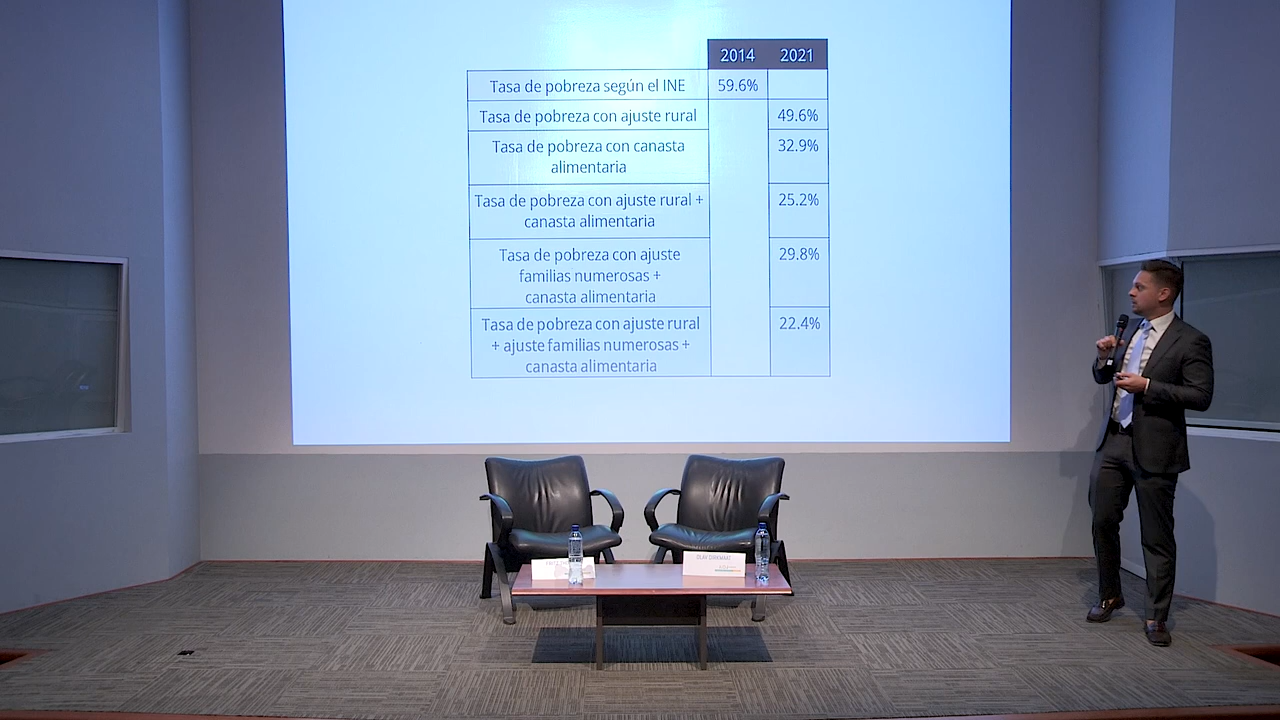 2014 2021
Tasa de pobreza según el INE 59.6%
Tasa de pobreza con ajuste rural 49.6%
Tasa de pobreza con canasta 32.9%
alimentaria
Tasa de pobreza con ajuste rural + 25.2%
canasta alimentaria
Tasa de pobreza con ajuste 29.8%
familias numerosas +
canasta alimentaria
Tasa de pobreza con ajuste rural 22.4%
+ ajuste familias numerosas +
canasta alimentaria
OLAV DIRKMAAT